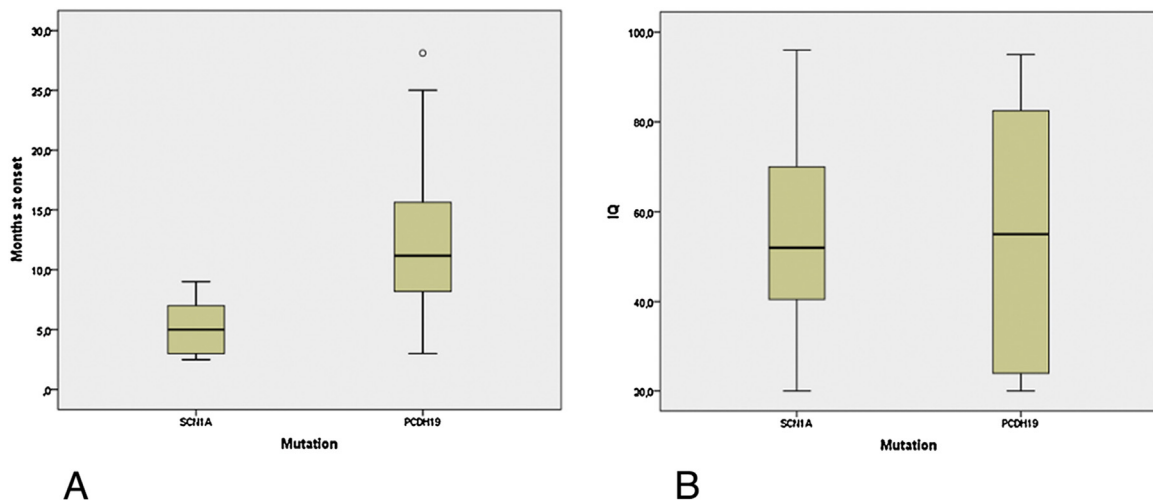 30,0
25,0
20,0
15,0
10,0
5,0
,0
Months at onset
SCN1A PCDH19
Mutation
A
100,0
80,0
60,0
40,0
20,0
IQ
SCN1A PCDH19
Mutation
B